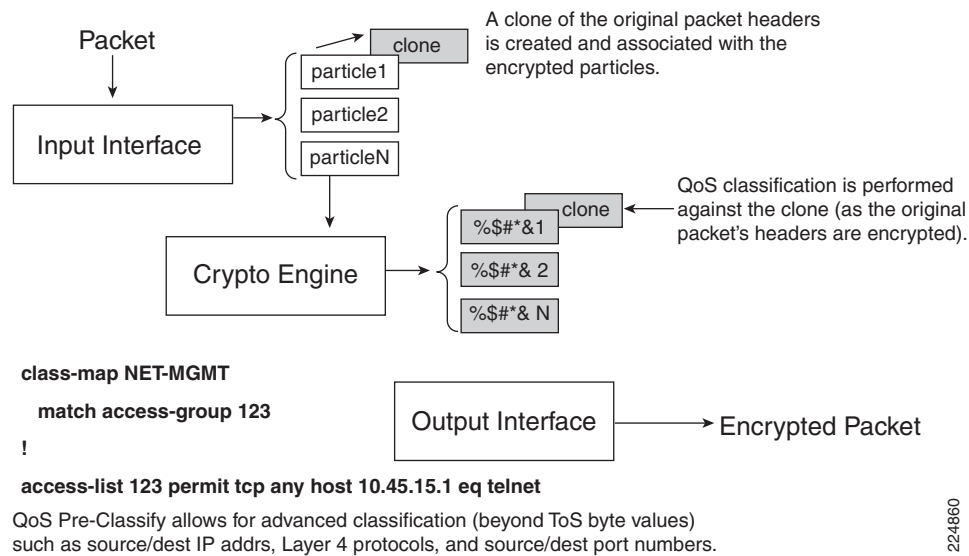 Packet
clone
A clone of the original packet headers
is created and associated with the
encrypted particles.
particle1
particle2
particleN
Input Interface
QoS classification is performed
against the clone (as the original
packet's headers are encrypted).
clone
%$#*&1
%$#*& 2
%$#*& N
Crypto Engine
class-map NET-MGMT
match access-group 123
!
access-list 123 permit tcp any host 10.45.15.1 eq telnet
Output Interface
Encrypted Packet
QoS Pre-Classify allows for advanced classification (beyond ToS byte values)
such as source/dest IP addrs, Layer 4 protocols, and source/dest port numbers.
224860